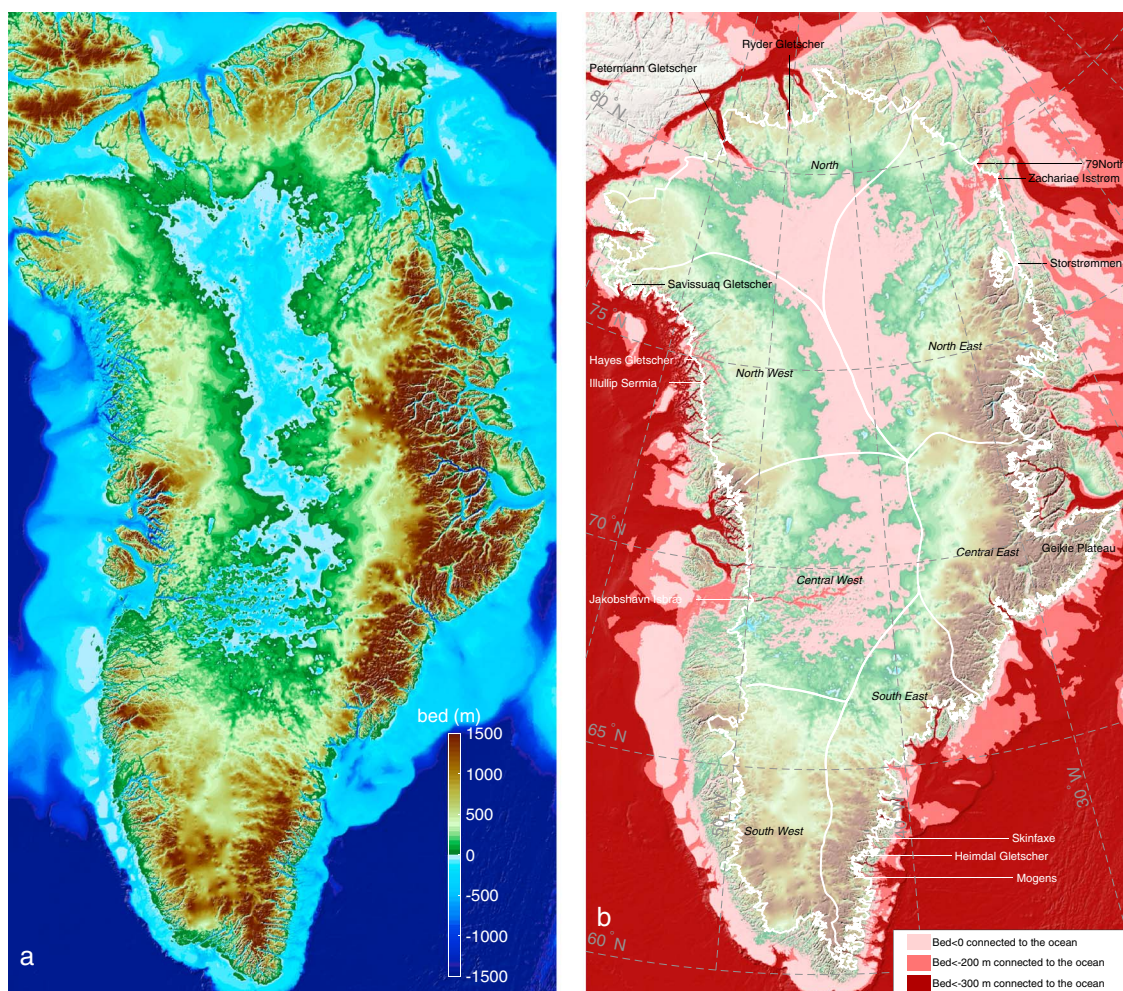 bed (m)
1500
1000
500
0
-500
-1000
-1500
a
Ryder Gletscher
Petermann Gletscher
80°N
North
79North
Zachariae Isstrøm
Storstrømmen
Savissuaq Gletscher
75°N
Hayes Gletscher
North East
North West
Illullip Sermia
70°N
Geikie Plateau
Central East
Central West
Jakobshavn Isbræ
South East
65°N
30°W
South West
Skinfaxe
Heimdal Gletscher
Mogens
b
60°N
Bed<0 connected to the ocean
Bed<-200 m connected to the ocean
Bed<-300 m connected to the ocean